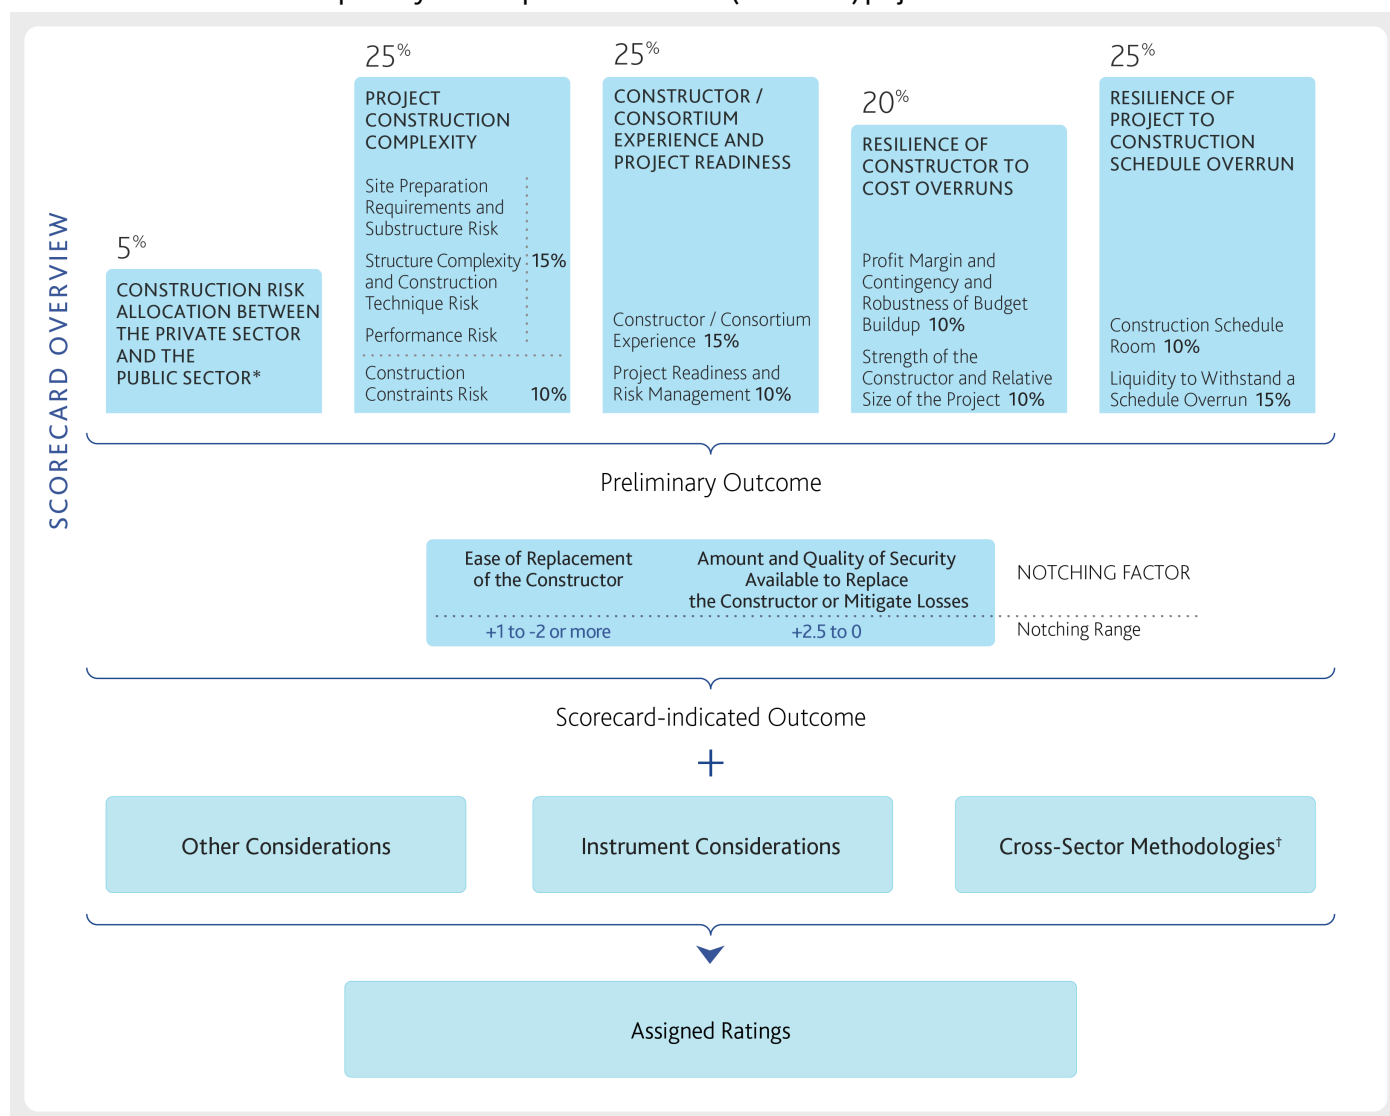 SCORECARD OVERVIEW
5%
CONSTRUCTION RISK
ALLOCATION BETWEEN
THE PRIVATE SECTOR
AND THE
PUBLIC SECTOR*
25%
PROJECT
CONSTRUCTION
COMPLEXITY
Site Preparation
Requirements and
Substructure Risk
Structure Complexity 15%
and Construction
Technique Risk
Performance Risk
Construction
Constraints Risk 10%
25%
CONSTRUCTOR /
CONSORTIUM
EXPERIENCE AND
PROJECT READINESS
Constructor / Consortium
Experience 15%
Project Readiness and
Risk Management 10%
20%
RESILIENCE OF
CONSTRUCTOR TO
COST OVERRUNS
Profit Margin and
Contingency and
Robustness of Budget
Buildup 10%
Strength of the
Constructor and Relative
Size of the Project 10%
25%
RESILIENCE OF
PROJECT TO
CONSTRUCTION
SCHEDULE OVERRUN
Construction Schedule
Room 10%
Liquidity to Withstand a
Schedule Overrun 15%
Preliminary Outcome
Ease of Replacement
of the Constructor
Amount and Quality of Security
Available to Replace
the Constructor or Mitigate Losses
NOTCHING FACTOR
+1 to -2 or more
+2.5 to 0
Notching Range
Scorecard-indicated Outcome
+
Other Considerations
Instrument Considerations
Cross-Sector Methodologies†
Assigned Ratings